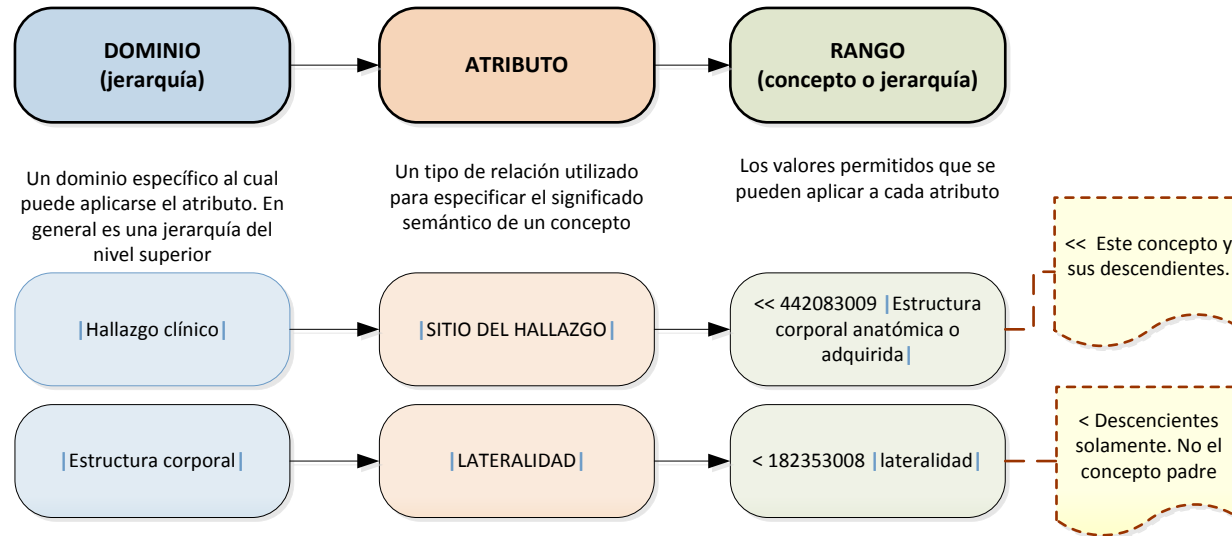 DOMINIO
(jerarquía)
ATRIBUTO
RANGO
(concepto o jerarquía)
Un dominio específico al cual
puede aplicarse el atributo. En
general es una jerarquía del
nivel superior
Un tipo de relación utilizado
para especificar el significado
semántico de un concepto
Los valores permitidos que se
pueden aplicar a cada atributo
<< Este concepto y
sus descendientes.
|Hallazgo clínico|
|SITIO DEL HALLAZGO|
<< 442083009 |Estructura
corporal anatómica o
adquirida|
|Estructura corporal|
|LATERALIDAD|
< 182353008 |lateralidad|
< Descencientes
solamente. No el
concepto padre